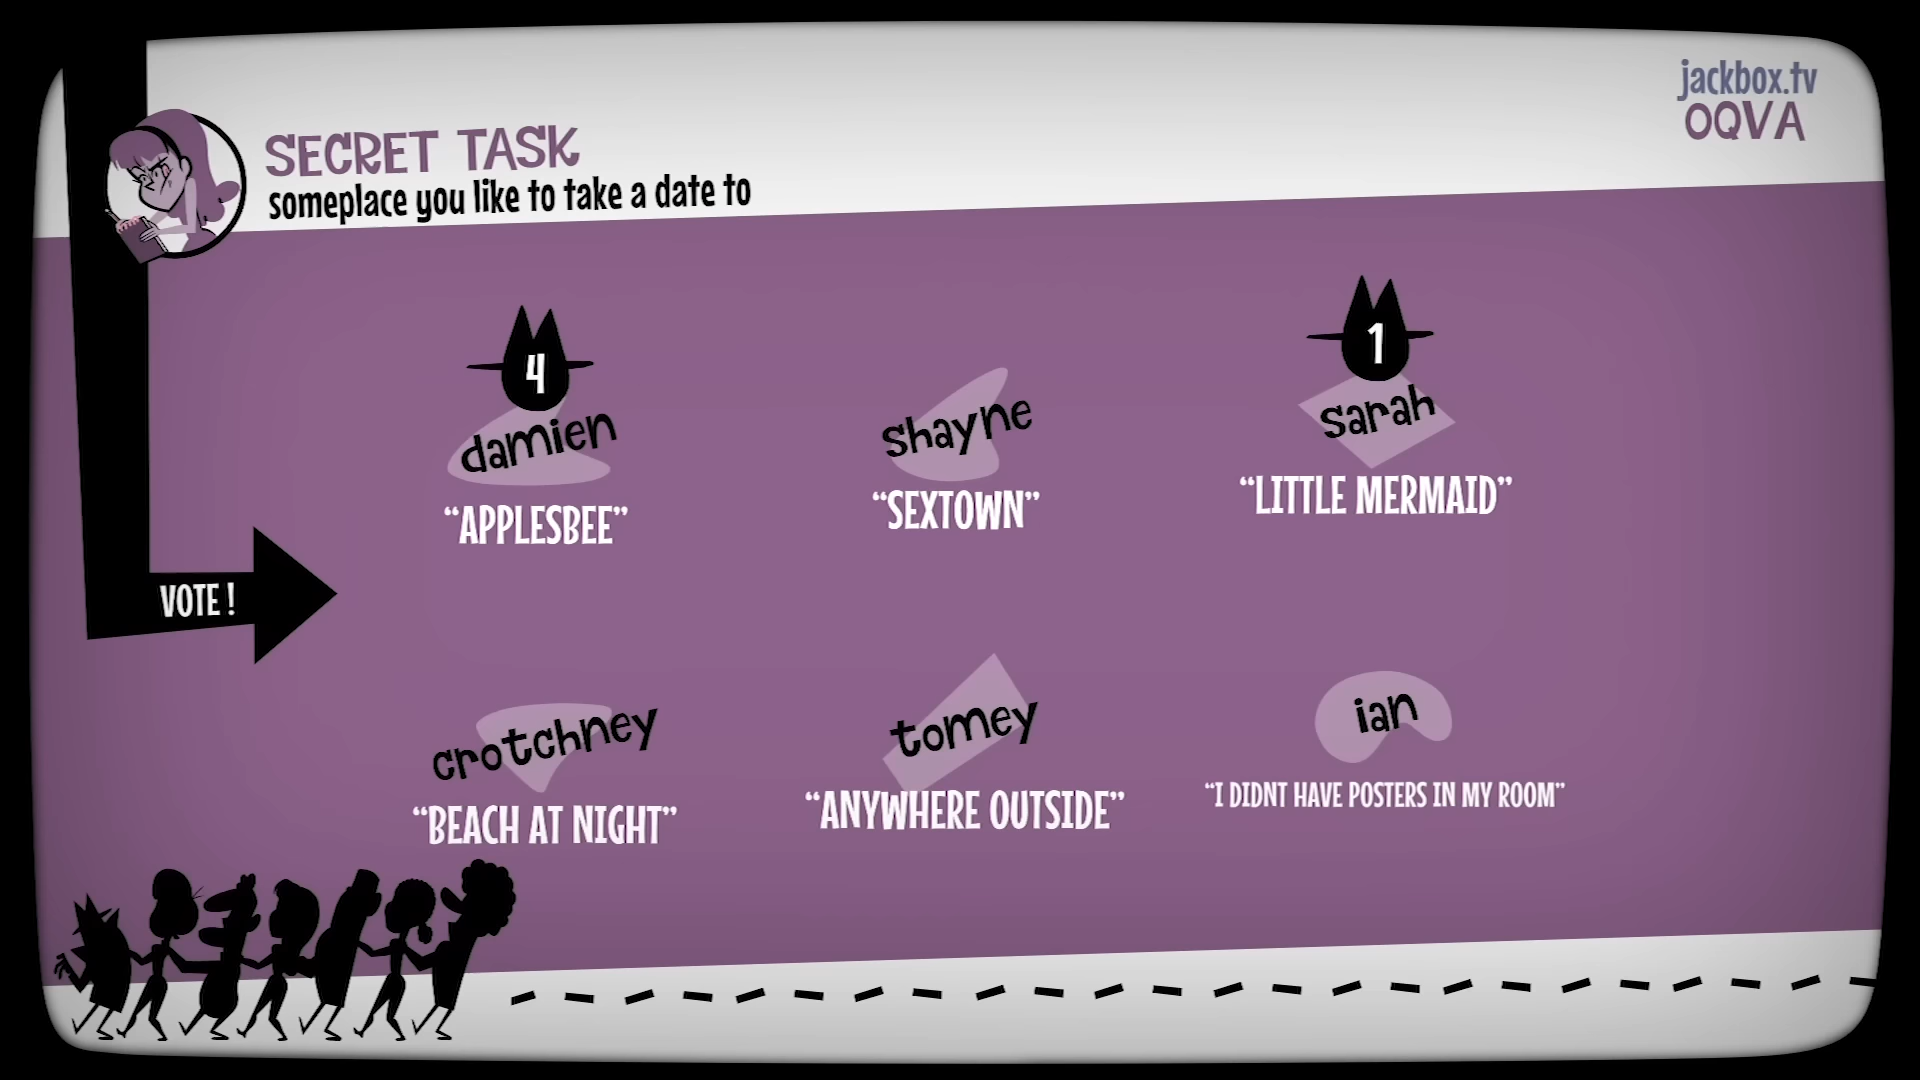 jackbox.tv
OQVA
SECRET TASK
someplace you like to take a date to
4
damien
“APPLESBEE”
shayne
“SEXTOWN”
1
sarah
“LITTLE MERMAID”
VOTE !
crotchney
“BEACH AT NIGHT”
tomey
“ANYWHERE OUTSIDE”
ian
“I DIDNT HAVE POSTERS IN MY ROOM”